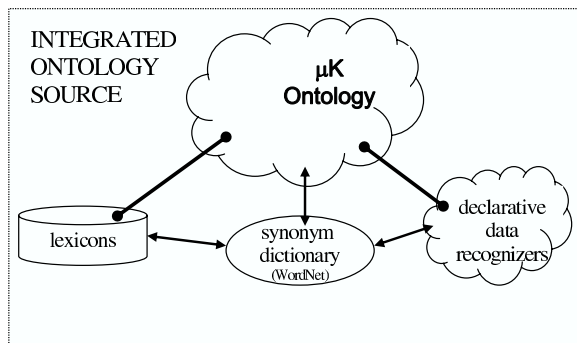 INTEGRATED
ONTOLOGY
SOURCE
μK
Ontology
lexicons
synonym
dictionary
(WordNet)
declarative
data
recognizers